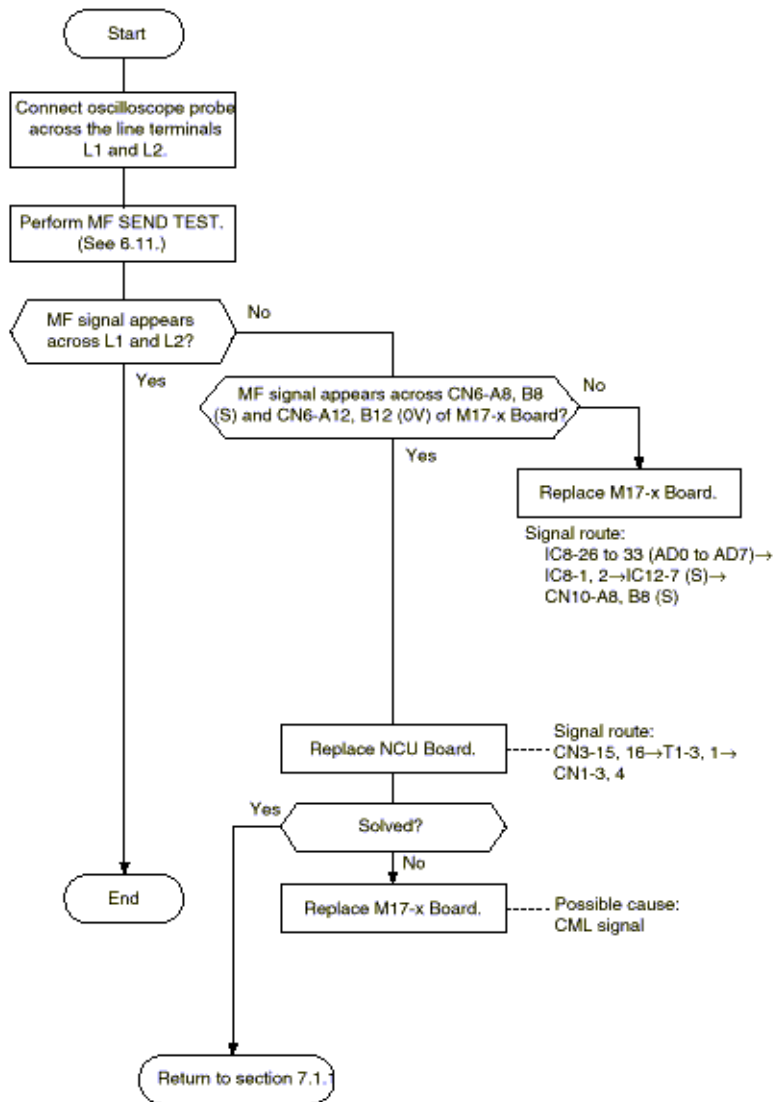 Start
Connect oscilloscope probe
across the line terminals
L1 and L2.
Perform MF SEND TEST.
(See 6.11.)
MF signal appears
across L1 and L2?
No
Yes
MF signal appears across CN6-A8, B8
(S) and CN6-A12, B12 (0V) of M17-x Board?
No
Yes
Replace M17-x Board.
Signal route:
IC8-26 to 33 (AD0 to AD7)→
IC8-1, 2→IC12-7 (S)→
CN10-A8, B8 (S)
Replace NCU Board.
Signal route:
CN3-15, 16→T1-3, 1→
CN1-3, 4
Yes
Solved?
No
End
Replace M17-x Board.
Possible cause:
CML signal
Return to section 7.1.1